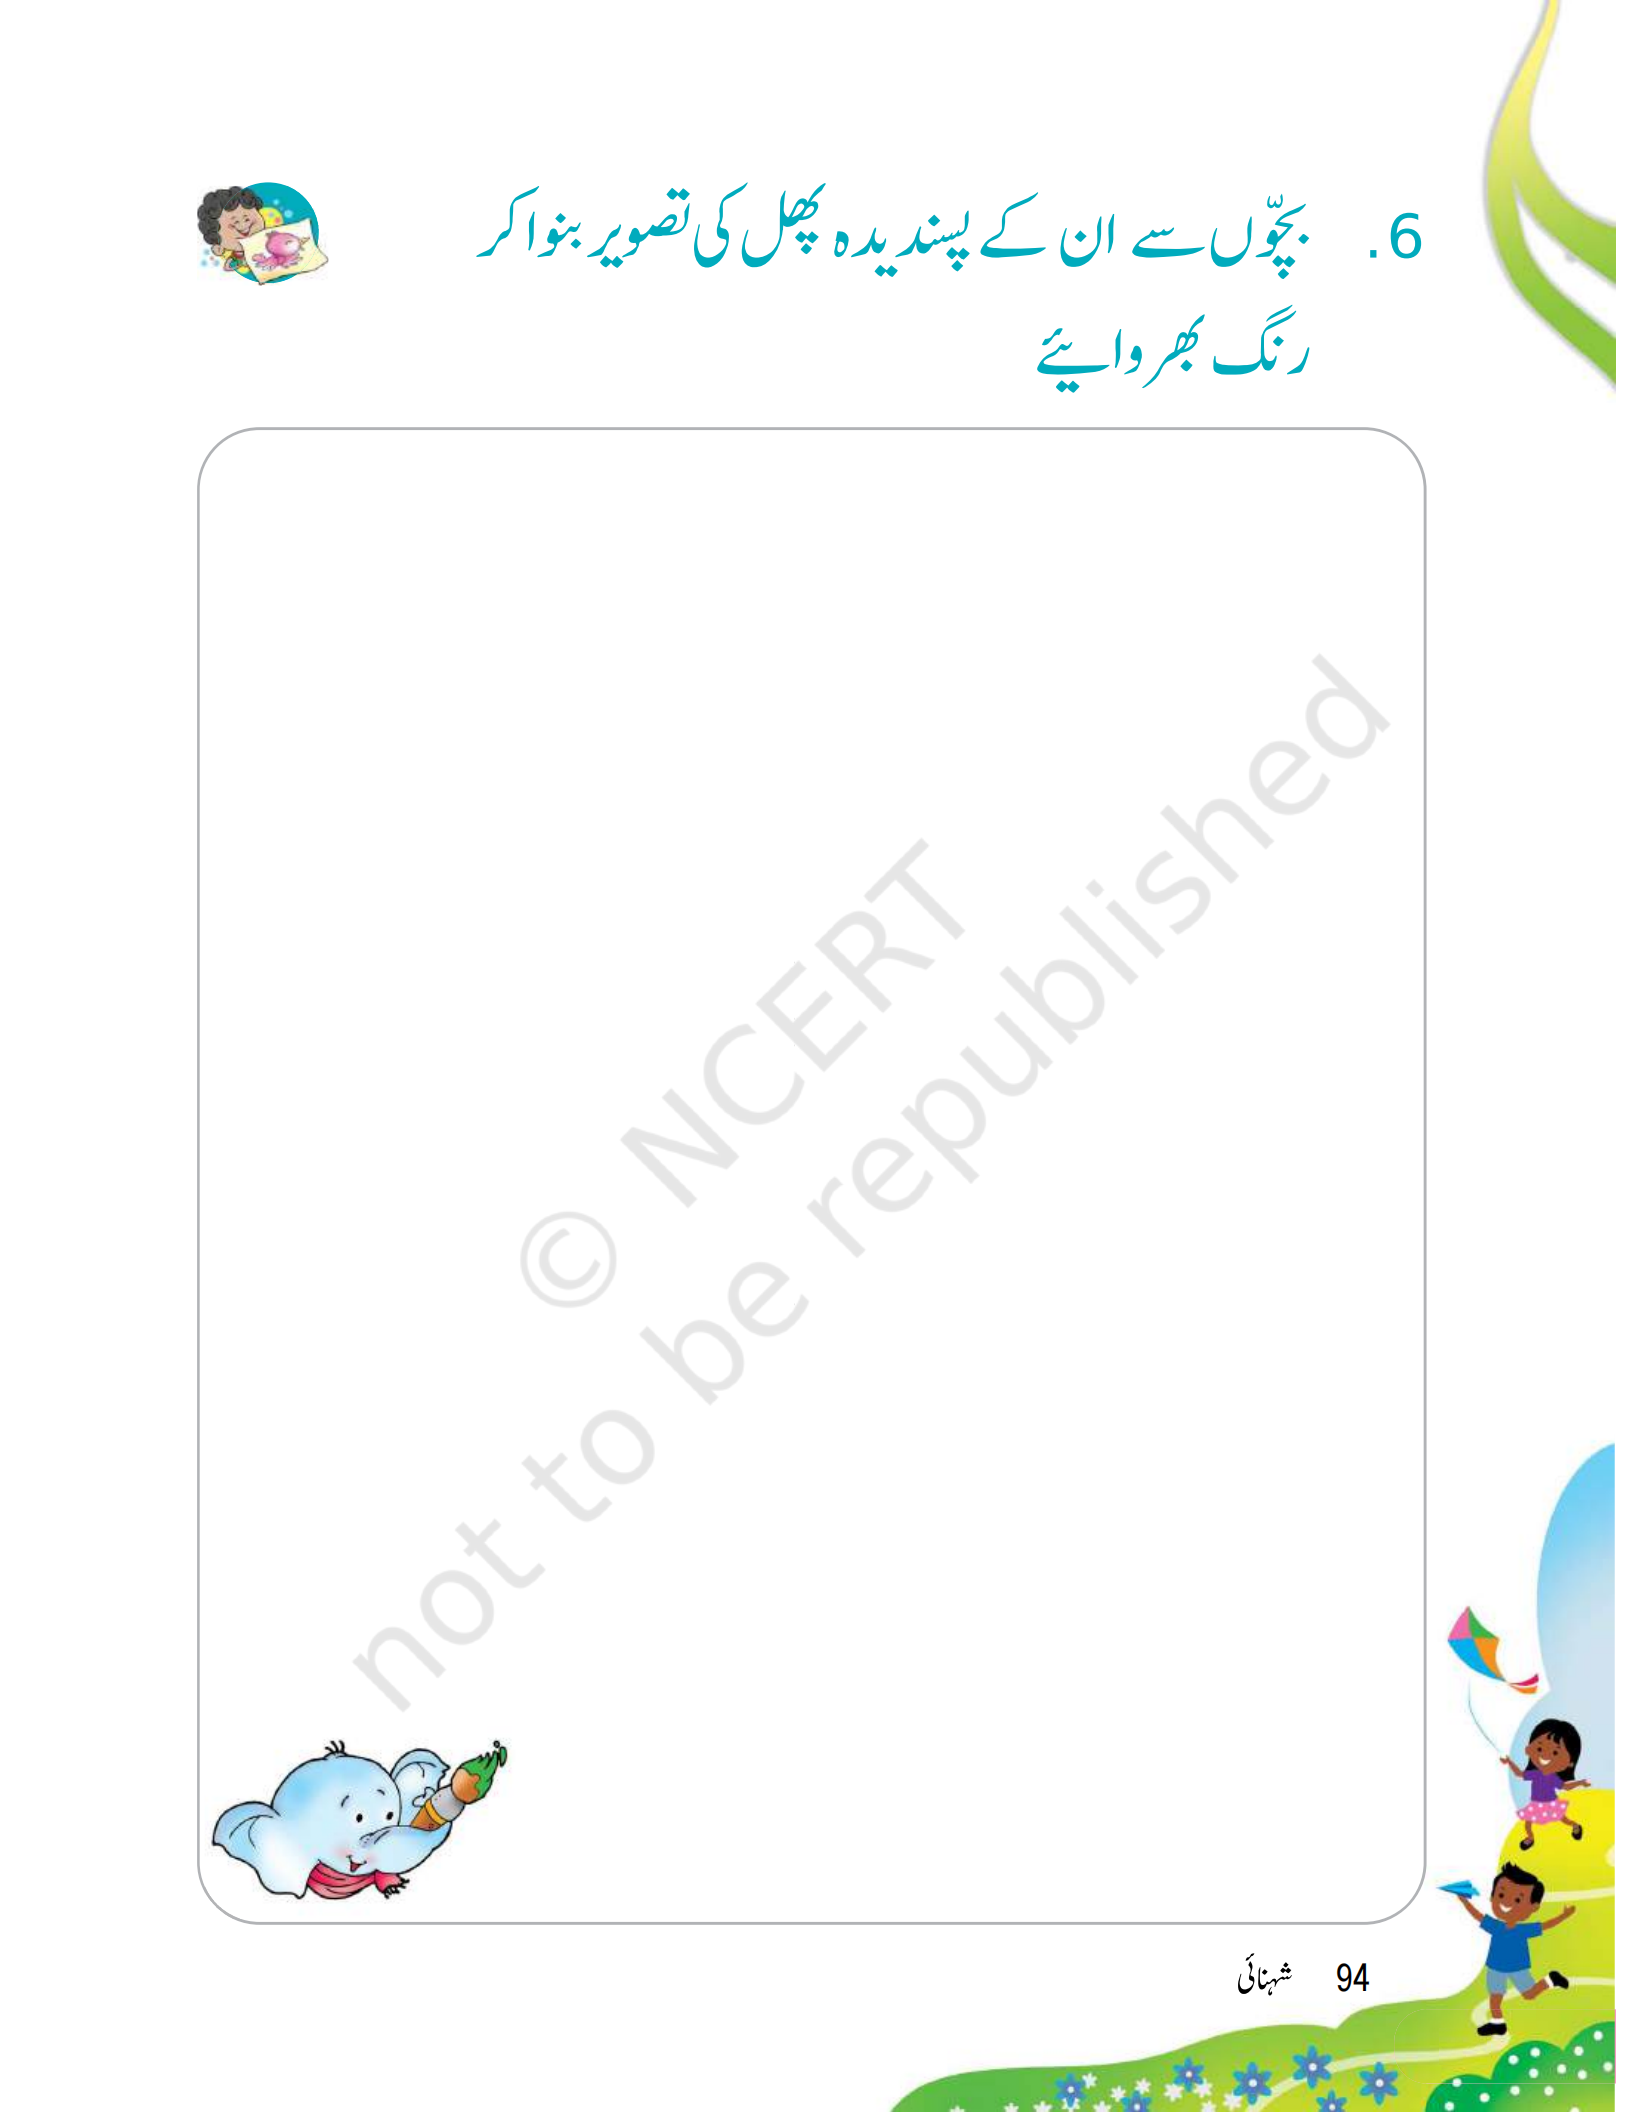 6. بچّوں سے ان کے پسندیدہ پھل کی تصویر بنوا کر
رنگ بھروائیے
© NCERT
not to be republished
94 شہنائی